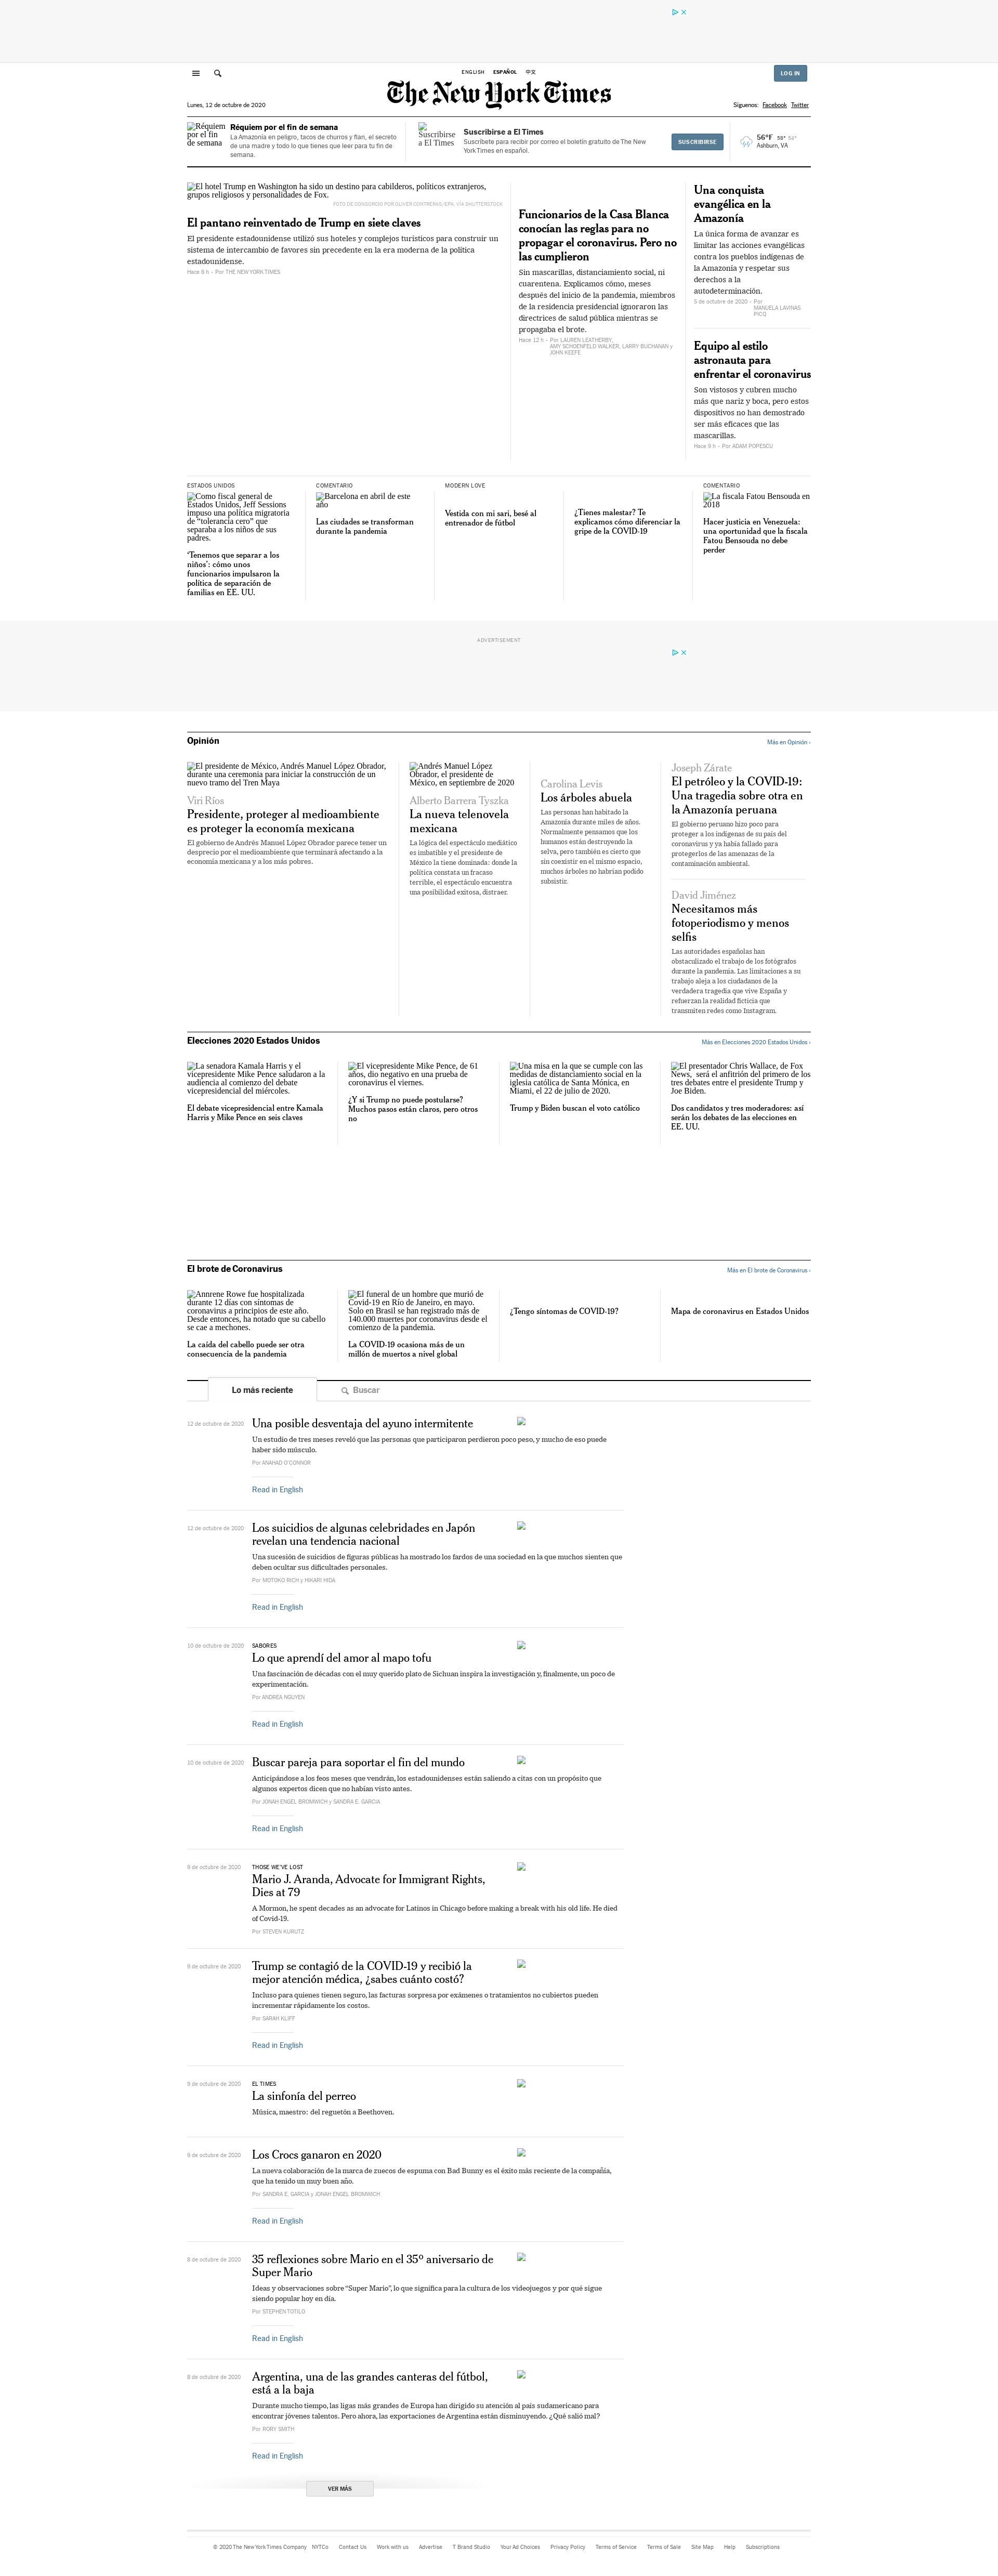 ENGLISH ESPAÑOL 中文
LOG IN
The New York Times
Lunes, 12 de octubre de 2020
Síguenos: Facebook Twitter
Réquiem por el fin de semana
Réquiem por el fin de semana
La Amazonía en peligro, tacos de churros y flan, el secreto
de una madre y todo lo que tienes que leer para tu fin de
semana.
Suscribirse a El Times
Suscribirse a El Times
Suscríbete para recibir por correo el boletín gratuito de The New
York Times en español.
SUSCRIBIRSE
56°F 58° 54°
Ashburn, VA
El hotel Trump en Washington ha sido un destino para cabilderos, políticos extranjeros,
grupos religiosos y personalidades de Fox.
FOTO DE CONSORCIO POR OLIVER CONTRERAS/EPA, VÍA SHUTTERSTOCK
El pantano reinventado de Trump en siete claves
El presidente estadounidense utilizó sus hoteles y complejos turísticos para construir un
sistema de intercambio de favores sin precedente en la era moderna de la política
estadounidense.
Hace 8 h - Por THE NEW YORK TIMES
Funcionarios de la Casa Blanca
conocían las reglas para no
propagar el coronavirus. Pero no
las cumplieron
Sin mascarillas, distanciamiento social, ni
cuarentena. Explicamos cómo, meses
después del inicio de la pandemia, miembros
de la residencia presidencial ignoraron las
directrices de salud pública mientras se
propagaba el brote.
Hace 12 h - Por LAUREN LEATHERBY,
AMY SCHOENFELD WALKER, LARRY BUCHANAN y
JOHN KEEFE
Una conquista
evangélica en la
Amazonía
La única forma de avanzar es
limitar las acciones evangélicas
contra los pueblos indígenas de
la Amazonía y respetar sus
derechos a la
autodeterminación.
5 de octubre de 2020 - Por
MANUELA LAVINAS
PICQ
Equipo al estilo
astronauta para
enfrentar el coronavirus
Son vistosos y cubren mucho
más que nariz y boca, pero estos
dispositivos no han demostrado
ser más eficaces que las
mascarillas.
Hace 9 h - Por ADAM POPESCU
ESTADOS UNIDOS
Como fiscal general de
Estados Unidos, Jeff Sessions
impuso una política migratoria
de "tolerancia cero" que
separaba a los niños de sus
padres.
‘Tenemos que separar a los
niños’: cómo unos
funcionarios impulsaron la
política de separación de
familias en EE. UU.
COMENTARIO
Barcelona en abril de este
año
Las ciudades se transforman
durante la pandemia
MODERN LOVE
Vestida con mi sari, besé al
entrenador de fútbol
¿Tienes malestar? Te
explicamos cómo diferenciar la
gripe de la COVID-19
COMENTARIO
La fiscala Fatou Bensouda en
2018
Hacer justicia en Venezuela:
una oportunidad que la fiscala
Fatou Bensouda no debe
perder
ADVERTISEMENT
Opinión
Más en Opinión ›
El presidente de México, Andrés Manuel López Obrador,
durante una ceremonia para iniciar la construcción de un
nuevo tramo del Tren Maya
Viri Ríos
Presidente, proteger al medioambiente
es proteger la economía mexicana
El gobierno de Andrés Manuel López Obrador parece tener un
desprecio por el medioambiente que terminará afectando a la
economía mexicana y a los más pobres.
Andrés Manuel López
Obrador, el presidente de
México, en septiembre de 2020
Alberto Barrera Tyszka
La nueva telenovela
mexicana
La lógica del espectáculo mediático
es imbatible y el presidente de
México la tiene dominada: donde la
política constata un fracaso
terrible, el espectáculo encuentra
una posibilidad exitosa, distraer.
Carolina Levis
Los árboles abuela
Las personas han habitado la
Amazonía durante miles de años.
Normalmente pensamos que los
humanos están destruyendo la
selva, pero también es cierto que
sin coexistir en el mismo espacio,
muchos árboles no habrían podido
subsistir.
Joseph Zárate
El petróleo y la COVID-19:
Una tragedia sobre otra en
la Amazonía peruana
El gobierno peruano hizo poco para
proteger a los indígenas de su país del
coronavirus y ya había fallado para
protegerlos de las amenazas de la
contaminación ambiental.
David Jiménez
Necesitamos más
fotoperiodismo y menos
selfis
Las autoridades españolas han
obstaculizado el trabajo de los fotógrafos
durante la pandemia. Las limitaciones a su
trabajo aleja a los ciudadanos de la
verdadera tragedia que vive España y
refuerzan la realidad ficticia que
transmiten redes como Instagram.
Elecciones 2020 Estados Unidos
Más en Elecciones 2020 Estados Unidos ›
La senadora Kamala Harris y el
vicepresidente Mike Pence saludaron a la
audiencia al comienzo del debate
vicepresidencial del miércoles.
El debate vicepresidencial entre Kamala
Harris y Mike Pence en seis claves
El vicepresidente Mike Pence, de 61
años, dio negativo en una prueba de
coronavirus el viernes.
¿Y si Trump no puede postularse?
Muchos pasos están claros, pero otros
no
Una misa en la que se cumple con las
medidas de distanciamiento social en la
iglesia católica de Santa Mónica, en
Miami, el 22 de julio de 2020.
Trump y Biden buscan el voto católico
El presentador Chris Wallace, de Fox
News, será el anfitrión del primero de los
tres debates entre el presidente Trump y
Joe Biden.
Dos candidatos y tres moderadores: así
serán los debates de las elecciones en
EE. UU.
El brote de Coronavirus
Más en El brote de Coronavirus ›
Annrene Rowe fue hospitalizada
durante 12 días con síntomas de
coronavirus a principios de este año.
Desde entonces, ha notado que su cabello
se cae a mechones.
La caída del cabello puede ser otra
consecuencia de la pandemia
El funeral de un hombre que murió de
Covid-19 en Río de Janeiro, en mayo.
Solo en Brasil se han registrado más de
140.000 muertes por coronavirus desde el
comienzo de la pandemia.
La COVID-19 ocasiona más de un
millón de muertos a nivel global
¿Tengo síntomas de COVID-19?
Mapa de coronavirus en Estados Unidos
Lo más reciente
Buscar
12 de octubre de 2020
Una posible desventaja del ayuno intermitente
Un estudio de tres meses reveló que las personas que participaron perdieron poco peso, y mucho de eso puede
haber sido músculo.
Por ANAHAD O'CONNOR
Read in English
12 de octubre de 2020
Los suicidios de algunas celebridades en Japón
revelan una tendencia nacional
Una sucesión de suicidios de figuras públicas ha mostrado los fardos de una sociedad en la que muchos sienten que
deben ocultar sus dificultades personales.
Por MOTOKO RICH y HIKARI HIDA
Read in English
10 de octubre de 2020
SABORES
Lo que aprendí del amor al mapo tofu
Una fascinación de décadas con el muy querido plato de Sichuan inspira la investigación y, finalmente, un poco de
experimentación.
Por ANDREA NGUYEN
Read in English
10 de octubre de 2020
Buscar pareja para soportar el fin del mundo
Anticipándose a los feos meses que vendrán, los estadounidenses están saliendo a citas con un propósito que
algunos expertos dicen que no habían visto antes.
Por JONAH ENGEL BROMWICH y SANDRA E. GARCIA
Read in English
9 de octubre de 2020
THOSE WE'VE LOST
Mario J. Aranda, Advocate for Immigrant Rights,
Dies at 79
A Mormon, he spent decades as an advocate for Latinos in Chicago before making a break with his old life. He died
of Covid-19.
Por STEVEN KURUTZ
9 de octubre de 2020
Trump se contagió de la COVID-19 y recibió la
mejor atención médica, ¿sabes cuánto costó?
Incluso para quienes tienen seguro, las facturas sorpresa por exámenes o tratamientos no cubiertos pueden
incrementar rápidamente los costos.
Por SARAH KLIFF
Read in English
9 de octubre de 2020
EL TIMES
La sinfonía del perreo
Música, maestro: del reguetón a Beethoven.
9 de octubre de 2020
Los Crocs ganaron en 2020
La nueva colaboración de la marca de zuecos de espuma con Bad Bunny es el éxito más reciente de la compañía,
que ha tenido un muy buen año.
Por SANDRA E. GARCIA y JONAH ENGEL BROMWICH
Read in English
8 de octubre de 2020
35 reflexiones sobre Mario en el 35º aniversario de
Super Mario
Ideas y observaciones sobre “Super Mario”, lo que significa para la cultura de los videojuegos y por qué sigue
siendo popular hoy en día.
Por STEPHEN TOTILO
Read in English
8 de octubre de 2020
Argentina, una de las grandes canteras del fútbol,
está a la baja
Durante mucho tiempo, las ligas más grandes de Europa han dirigido su atención al país sudamericano para
encontrar jóvenes talentos. Pero ahora, las exportaciones de Argentina están disminuyendo. ¿Qué salió mal?
Por RORY SMITH
Read in English
VER MÁS
© 2020 The New York Times Company NYTCo Contact Us Work with us Advertise T Brand Studio Your Ad Choices Privacy Policy Terms of Service Terms of Sale Site Map Help Subscriptions